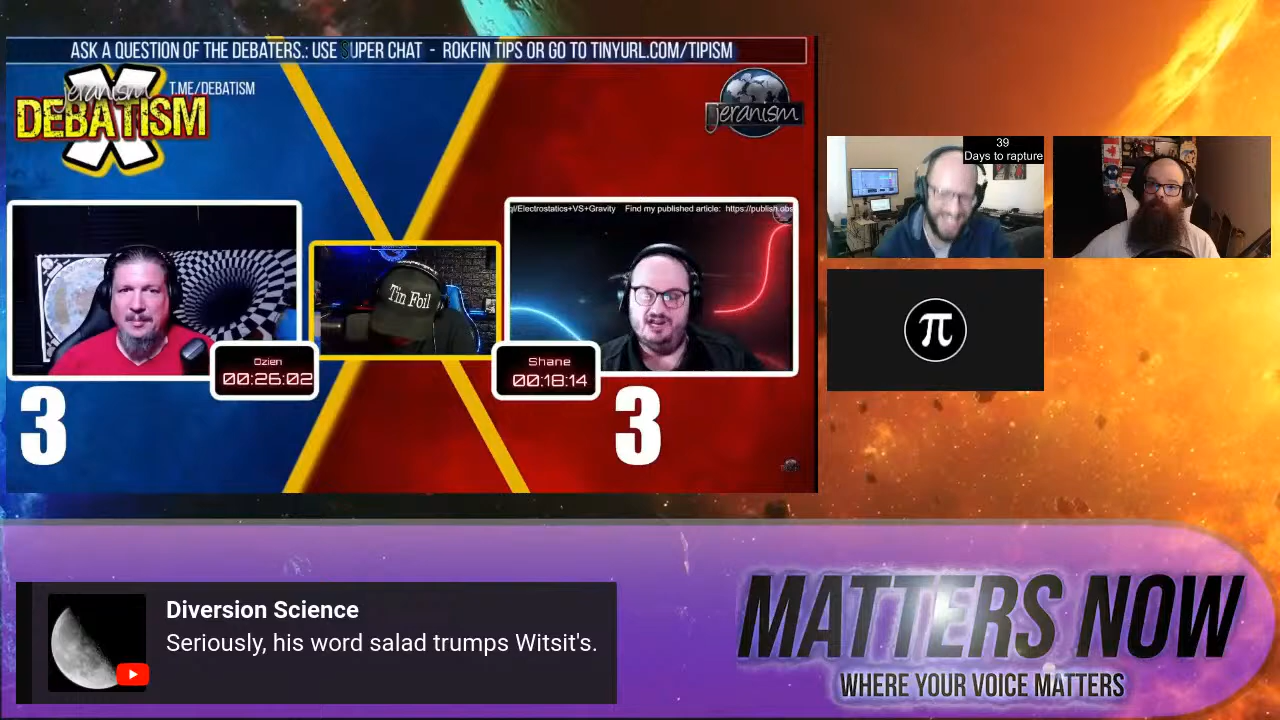 ASK A QUESTION OF THE DEBATERS.: USE SUPER CHAT - ROKFIN TIPS OR GO TO TINYURL.COM/TIPISM
T.ME/DEBATISM
jeranism
DEBATISM
X
jeranism
39
Days to rapture
gl/Electrostatics+VS+Gravity Find my published article: https://publish.obs
Tin Foil
π
Ozien
00:26:02
Shane
00:18:14
3
3
Diversion Science
Seriously, his word salad trumps Witsit's.
MATTERS NOW
WHERE YOUR VOICE MATTERS